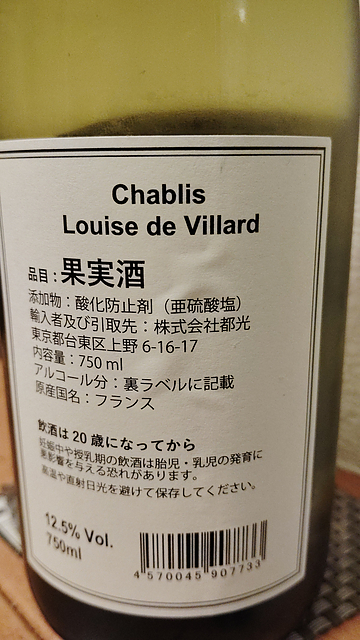 Chablis
Louise de Villard
品目：果実酒
添加物：酸化防止剤（亜硫酸塩）
輸入者及び引取先：株式会社都光
東京都台東区上野 6-16-17
内容量：750 ml
アルコール分：裏ラベルに記載
原産国名：フランス
飲酒は 20 歳になってから
妊娠中や授乳期の飲酒は胎児・乳児の発育に
悪影響を与える恐れがあります。
高温や直射日光を避けて保存してください。
12.5% Vol.
750ml
4 570045 907733